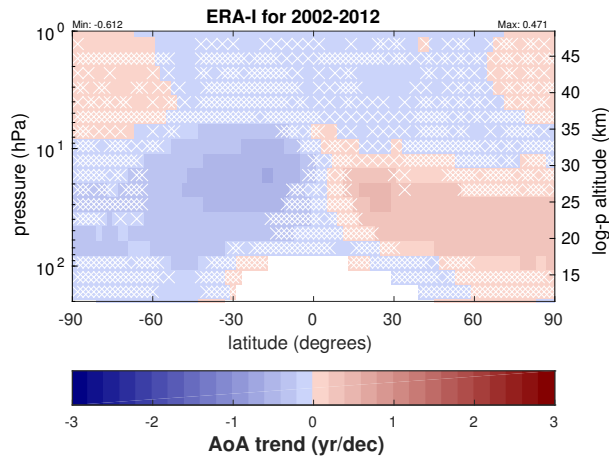 ERA-I for 2002-2012
Min: -0.612
Max: 0.471
10^0
10^1
10^2
pressure (hPa)
45
40
35
30
25
20
15
log-p altitude (km)
-90 -60 -30 0 30 60 90
latitude (degrees)
-3 -2 -1 0 1 2 3
AoA trend (yr/dec)